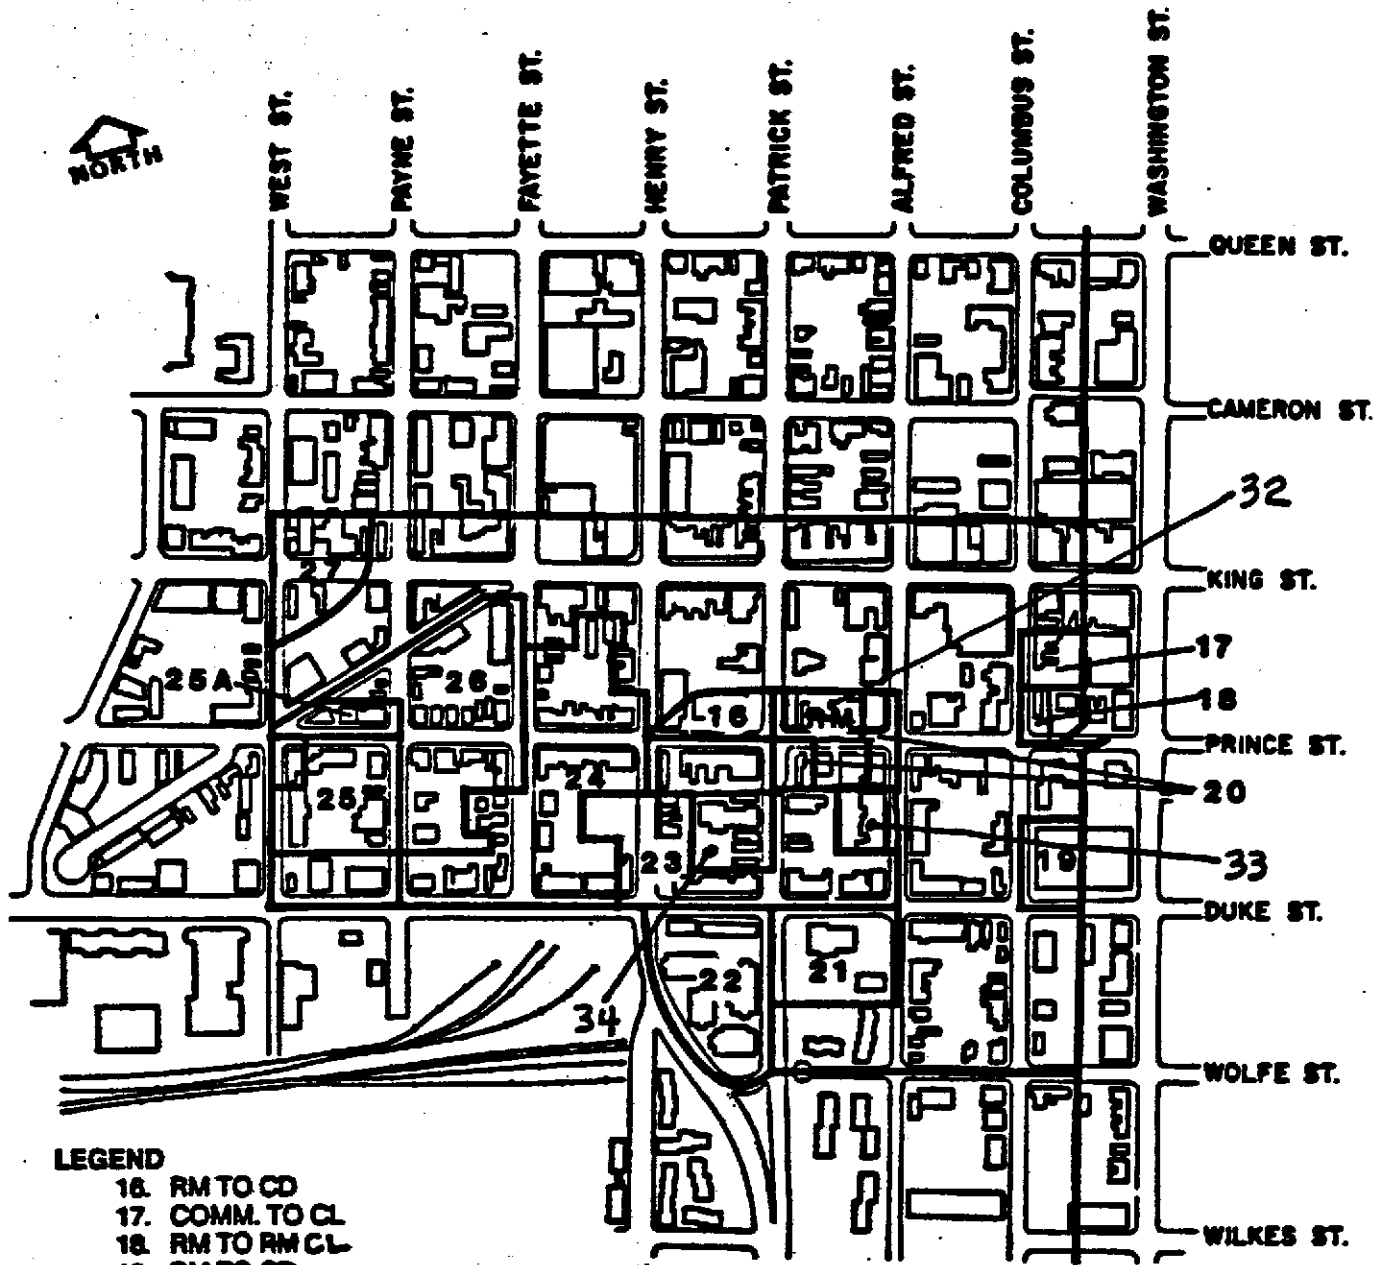 WEST ST.
PAYNE ST.
FAYETTE ST.
HENRY ST.
PATRICK ST.
ALFRED ST.
COLUMBUS ST.
WASHINGTON ST.
NORTH
QUEEN ST.
CAMERON ST.
32
KING ST.
27
17
25A
26
18
16
RM
PRINCE ST.
24
20
25
23
19
33
DUKE ST.
22
21
34
WOLFE ST.
LEGEND
16. RM TO CD
17. COMM. TO CL
18. RM TO RM CL
WILKES ST.